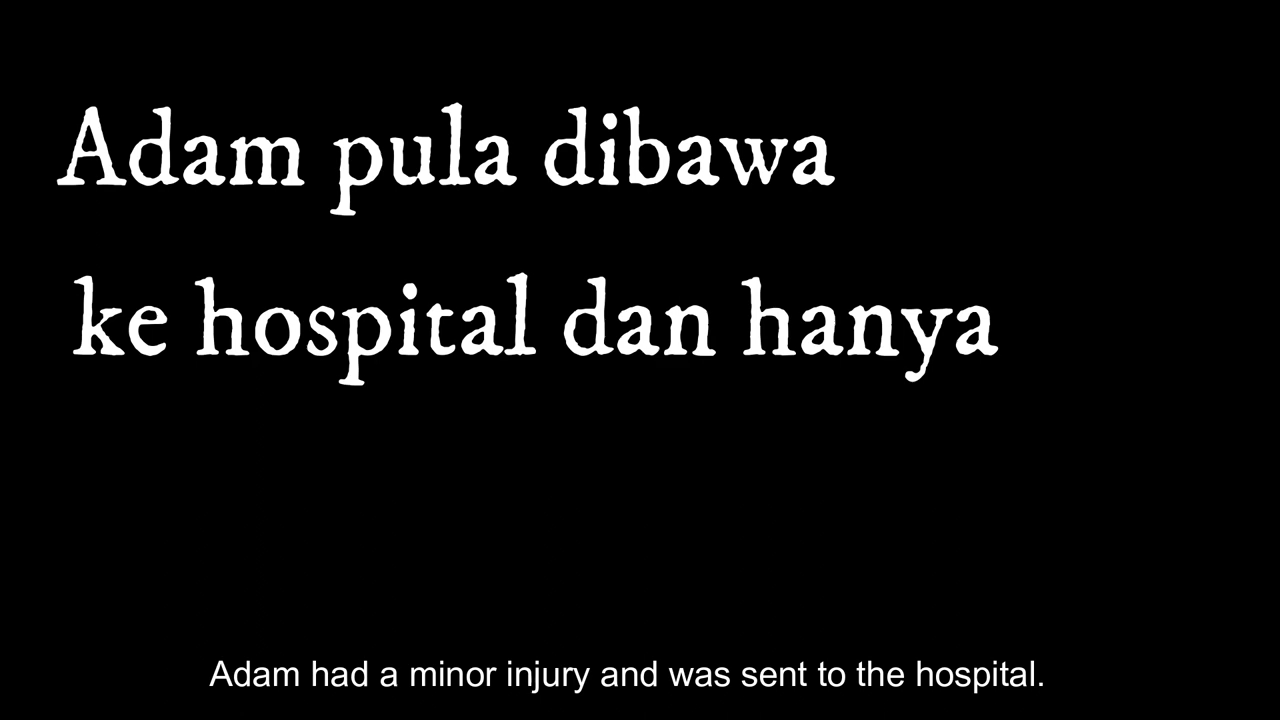 Adam pula dibawa
ke hospital dan hanya
Adam had a minor injury and was sent to the hospital.